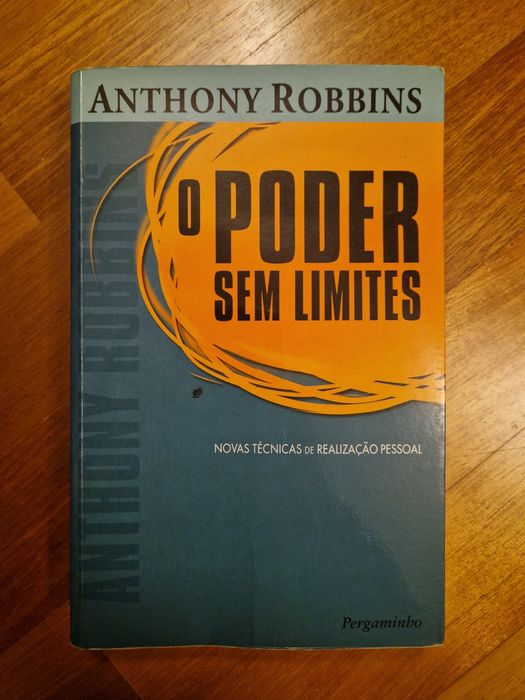 ANTHONY ROBBINS
O PODER
SEM LIMITES
NOVAS TÉCNICAS DE REALIZAÇÃO PESSOAL
ANTHONY ROBBINS
Pergaminho